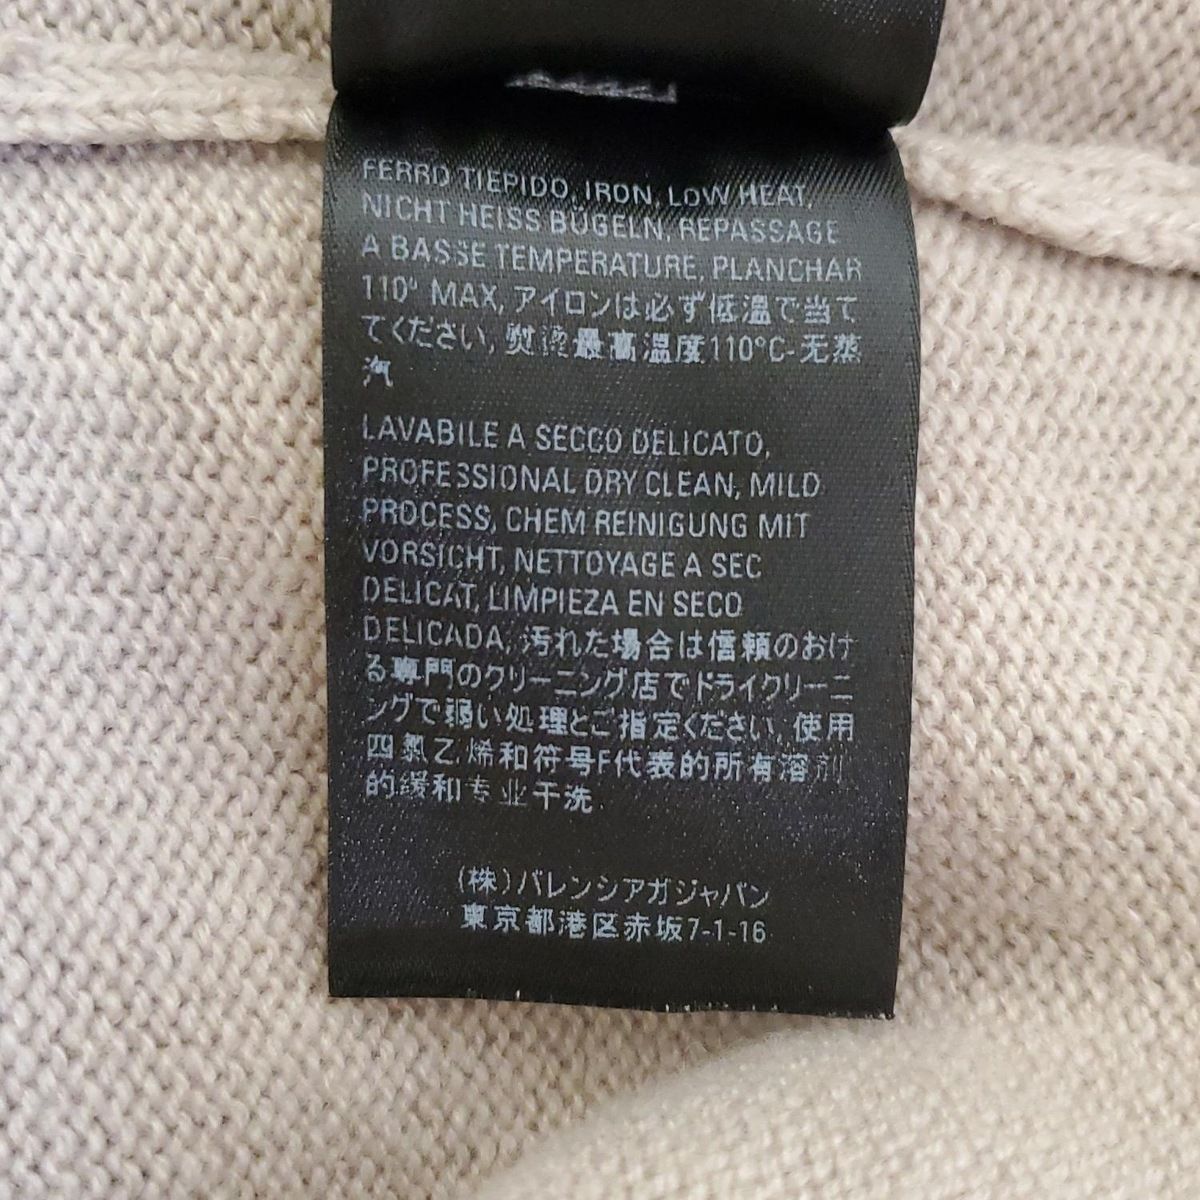 FERRO TIEPIDO, IRON, LOW HEAT,
NICHT HEISS BÜGELN, REPASSAGE
A BASSE TEMPERATURE, PLANCHAR
110° MAX, アイロンは必ず低温で当て
てください, 熨烫最高温度110°C-无蒸
汽
LAVABILE A SECCO DELICATO,
PROFESSIONAL DRY CLEAN, MILD
PROCESS, CHEM REINIGUNG MIT
VORSICHT, NETTOYAGE A SEC
DELICAT, LIMPIEZA EN SECO
DELICADA, 汚れた場合は信頼のおけ
る専門のクリーニング店でドライクリーニ
ングで弱い処理とご指定ください, 使用
四氯乙烯和符号F代表的所有溶剂
的缓和专业干洗
(株)バレンシアガジャパン
東京都港区赤坂7-1-16